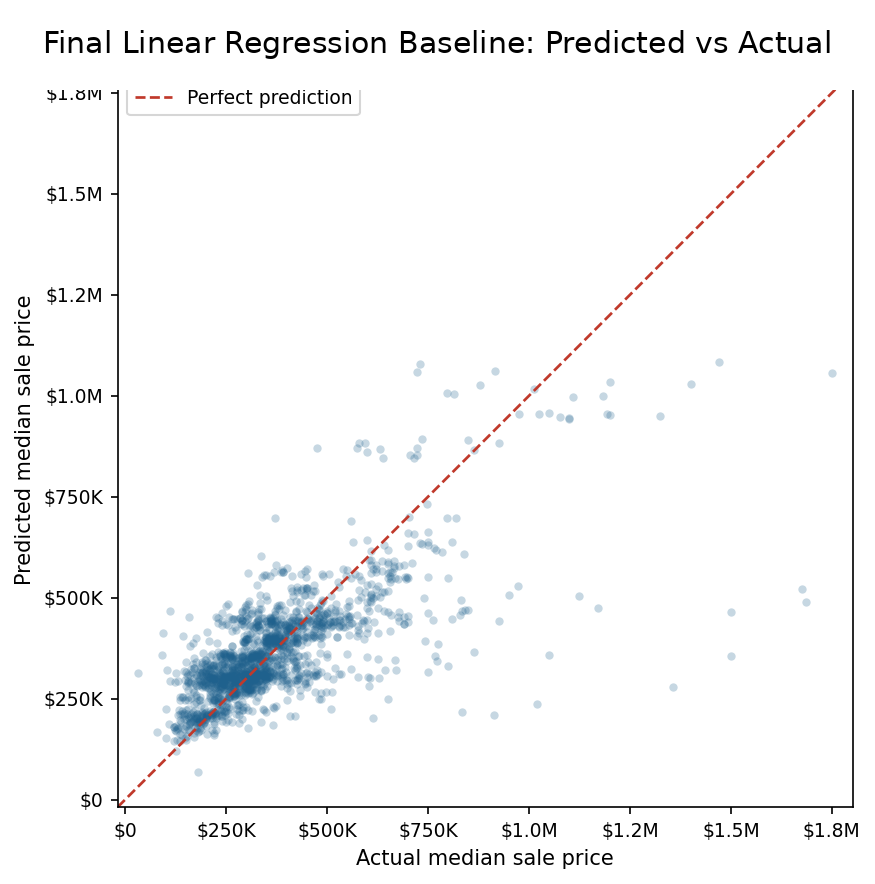 Final Linear Regression Baseline: Predicted vs Actual
$1.8M
Perfect prediction
$1.5M
$1.2M
$1.0M
$750K
$500K
$250K
$0
Predicted median sale price
$0 $250K $500K $750K $1.0M $1.2M $1.5M $1.8M
Actual median sale price